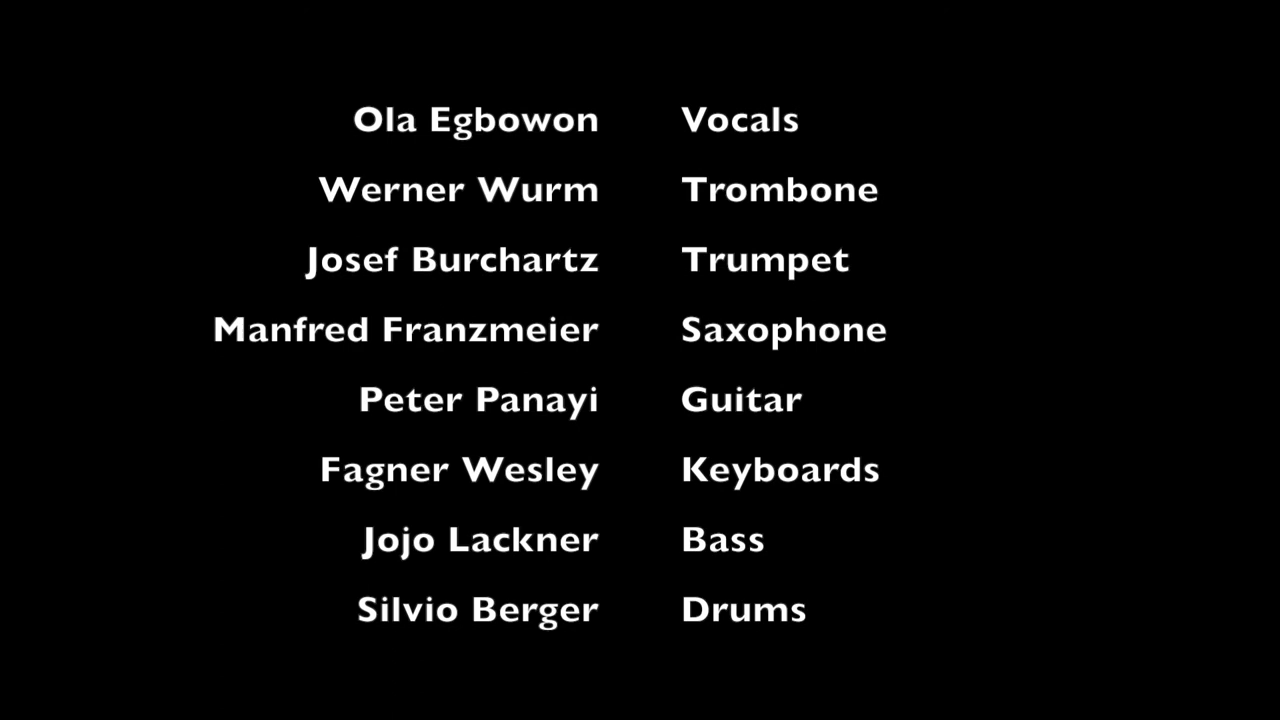 Ola Egbowon Vocals
Werner Wurm Trombone
Josef Burchartz Trumpet
Manfred Franzmeier Saxophone
Peter Panayi Guitar
Fagner Wesley Keyboards
Jojo Lackner Bass
Silvio Berger Drums